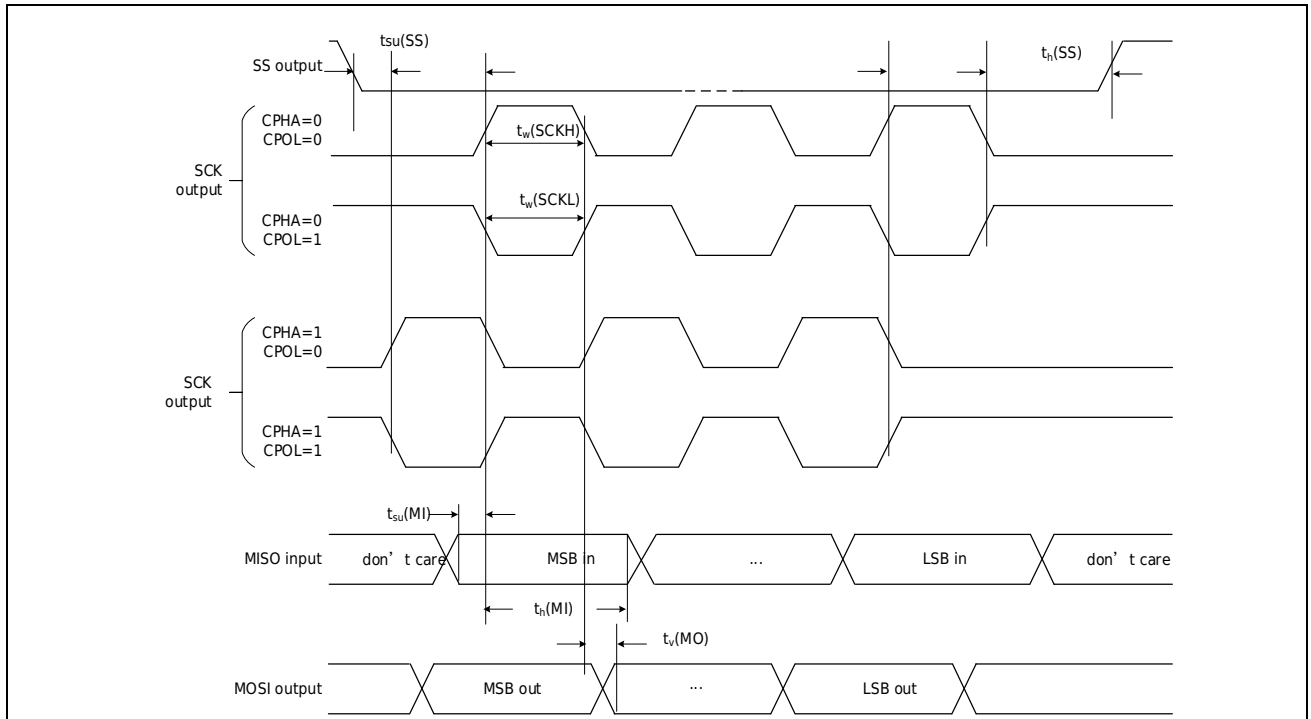 tsu(SS)
th(SS)
SS output
CPHA=0
CPOL=0
tw(SCKH)
SCK
output
tw(SCKL)
CPHA=0
CPOL=1
CPHA=1
CPOL=0
SCK
output
CPHA=1
CPOL=1
tsu(MI)
MISO input
don’t care
MSB in
...
LSB in
don’t care
th(MI)
tv(MO)
MOSI output
MSB out
...
LSB out